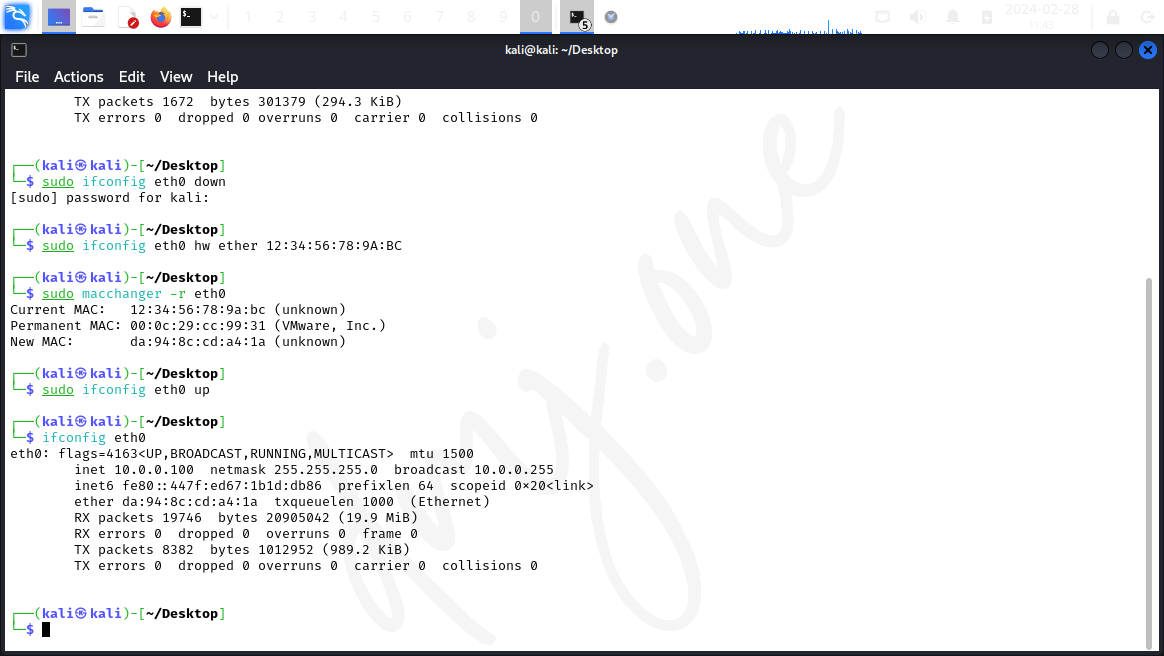 1 2 3 4 5 6 7 8 9 0 5 2024-02-28
11:43
kali@kali: ~/Desktop
File Actions Edit View Help
TX packets 1672  bytes 301379 (294.3 KiB)
TX errors 0  dropped 0 overruns 0  carrier 0  collisions 0
┌──(kali㉿kali)-[~/Desktop]
└─$ sudo ifconfig eth0 down
[sudo] password for kali:
┌──(kali㉿kali)-[~/Desktop]
└─$ sudo ifconfig eth0 hw ether 12:34:56:78:9A:BC
┌──(kali㉿kali)-[~/Desktop]
└─$ sudo macchanger -r eth0
Current MAC:   12:34:56:78:9a:bc (unknown)
Permanent MAC: 00:0c:29:cc:99:31 (VMware, Inc.)
New MAC:       da:94:8c:cd:a4:1a (unknown)
┌──(kali㉿kali)-[~/Desktop]
└─$ sudo ifconfig eth0 up
┌──(kali㉿kali)-[~/Desktop]
└─$ ifconfig eth0
eth0: flags=4163<UP,BROADCAST,RUNNING,MULTICAST>  mtu 1500
inet 10.0.0.100  netmask 255.255.255.0  broadcast 10.0.0.255
inet6 fe80::447f:ed67:1b1d:db86  prefixlen 64  scopeid 0x20<link>
ether da:94:8c:cd:a4:1a  txqueuelen 1000  (Ethernet)
RX packets 19746  bytes 20905042 (19.9 MiB)
RX errors 0  dropped 0  overruns 0  frame 0
TX packets 8382  bytes 1012952 (989.2 KiB)
TX errors 0  dropped 0 overruns 0  carrier 0  collisions 0
┌──(kali㉿kali)-[~/Desktop]
└─$